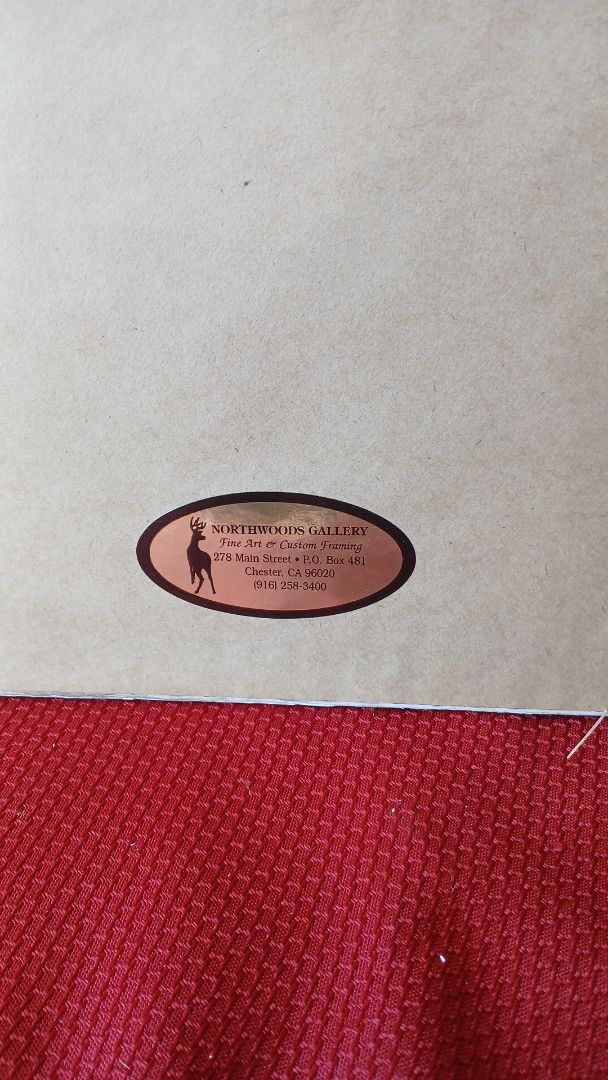 NORTHWOODS GALLERY
Fine Art & Custom Framing
278 Main Street • P.O. Box 481
Chester, CA 96020
(916) 258-3400